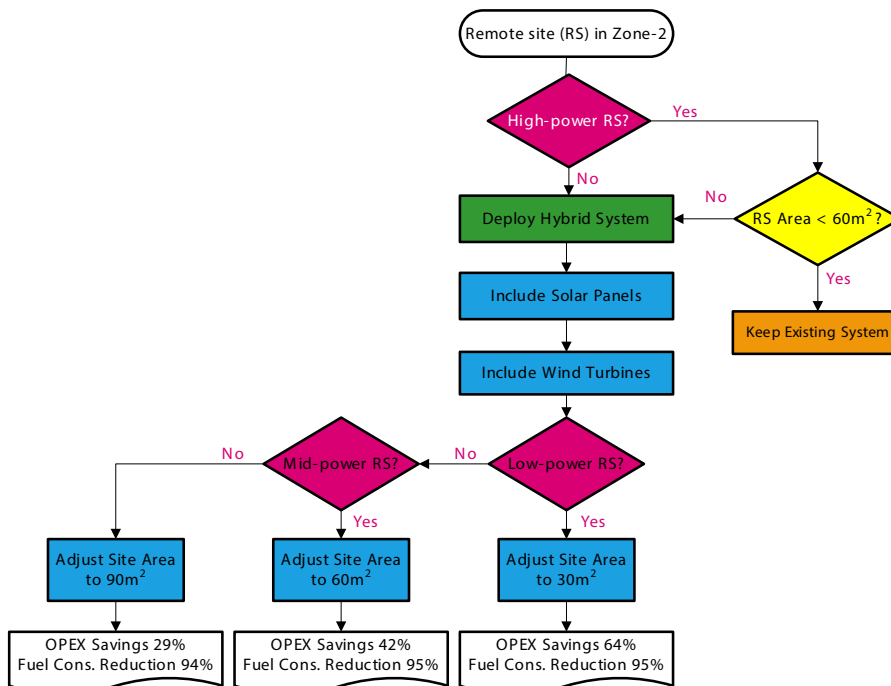 Remote site (RS) in Zone-2
High-power RS?
Yes
No
Deploy Hybrid System
No
RS Area < 60m²?
Yes
Include Solar Panels
Keep Existing System
Include Wind Turbines
No
Mid-power RS?
No
Low-power RS?
Yes
Yes
Adjust Site Area
to 90m²
Adjust Site Area
to 60m²
Adjust Site Area
to 30m²
OPEX Savings 29%
Fuel Cons. Reduction 94%
OPEX Savings 42%
Fuel Cons. Reduction 95%
OPEX Savings 64%
Fuel Cons. Reduction 95%